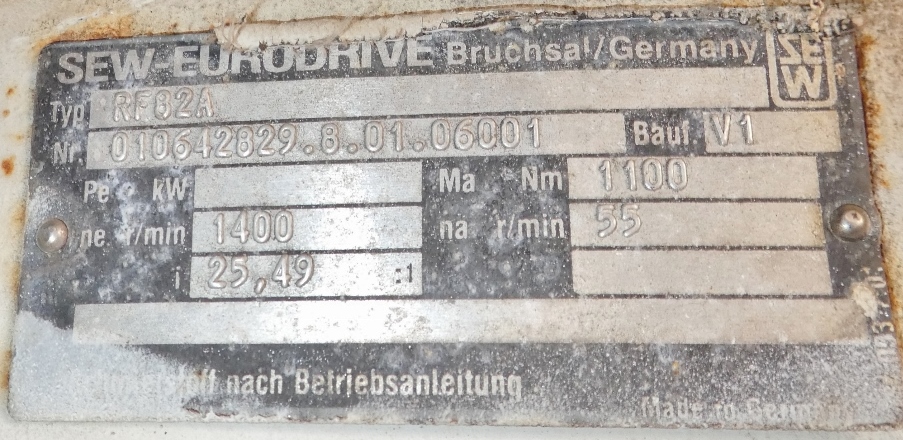 SEW-EURODRIVE Bruchsal/Germany SEW
Typ RF82A
Nr. 010642829.8.01.06001 Bauf. V1
Pe kW Ma Nm 1100
ne r/min 1400 na r/min 55
i 25,49 :1
nach Betriebsanleitung
Made in Germany